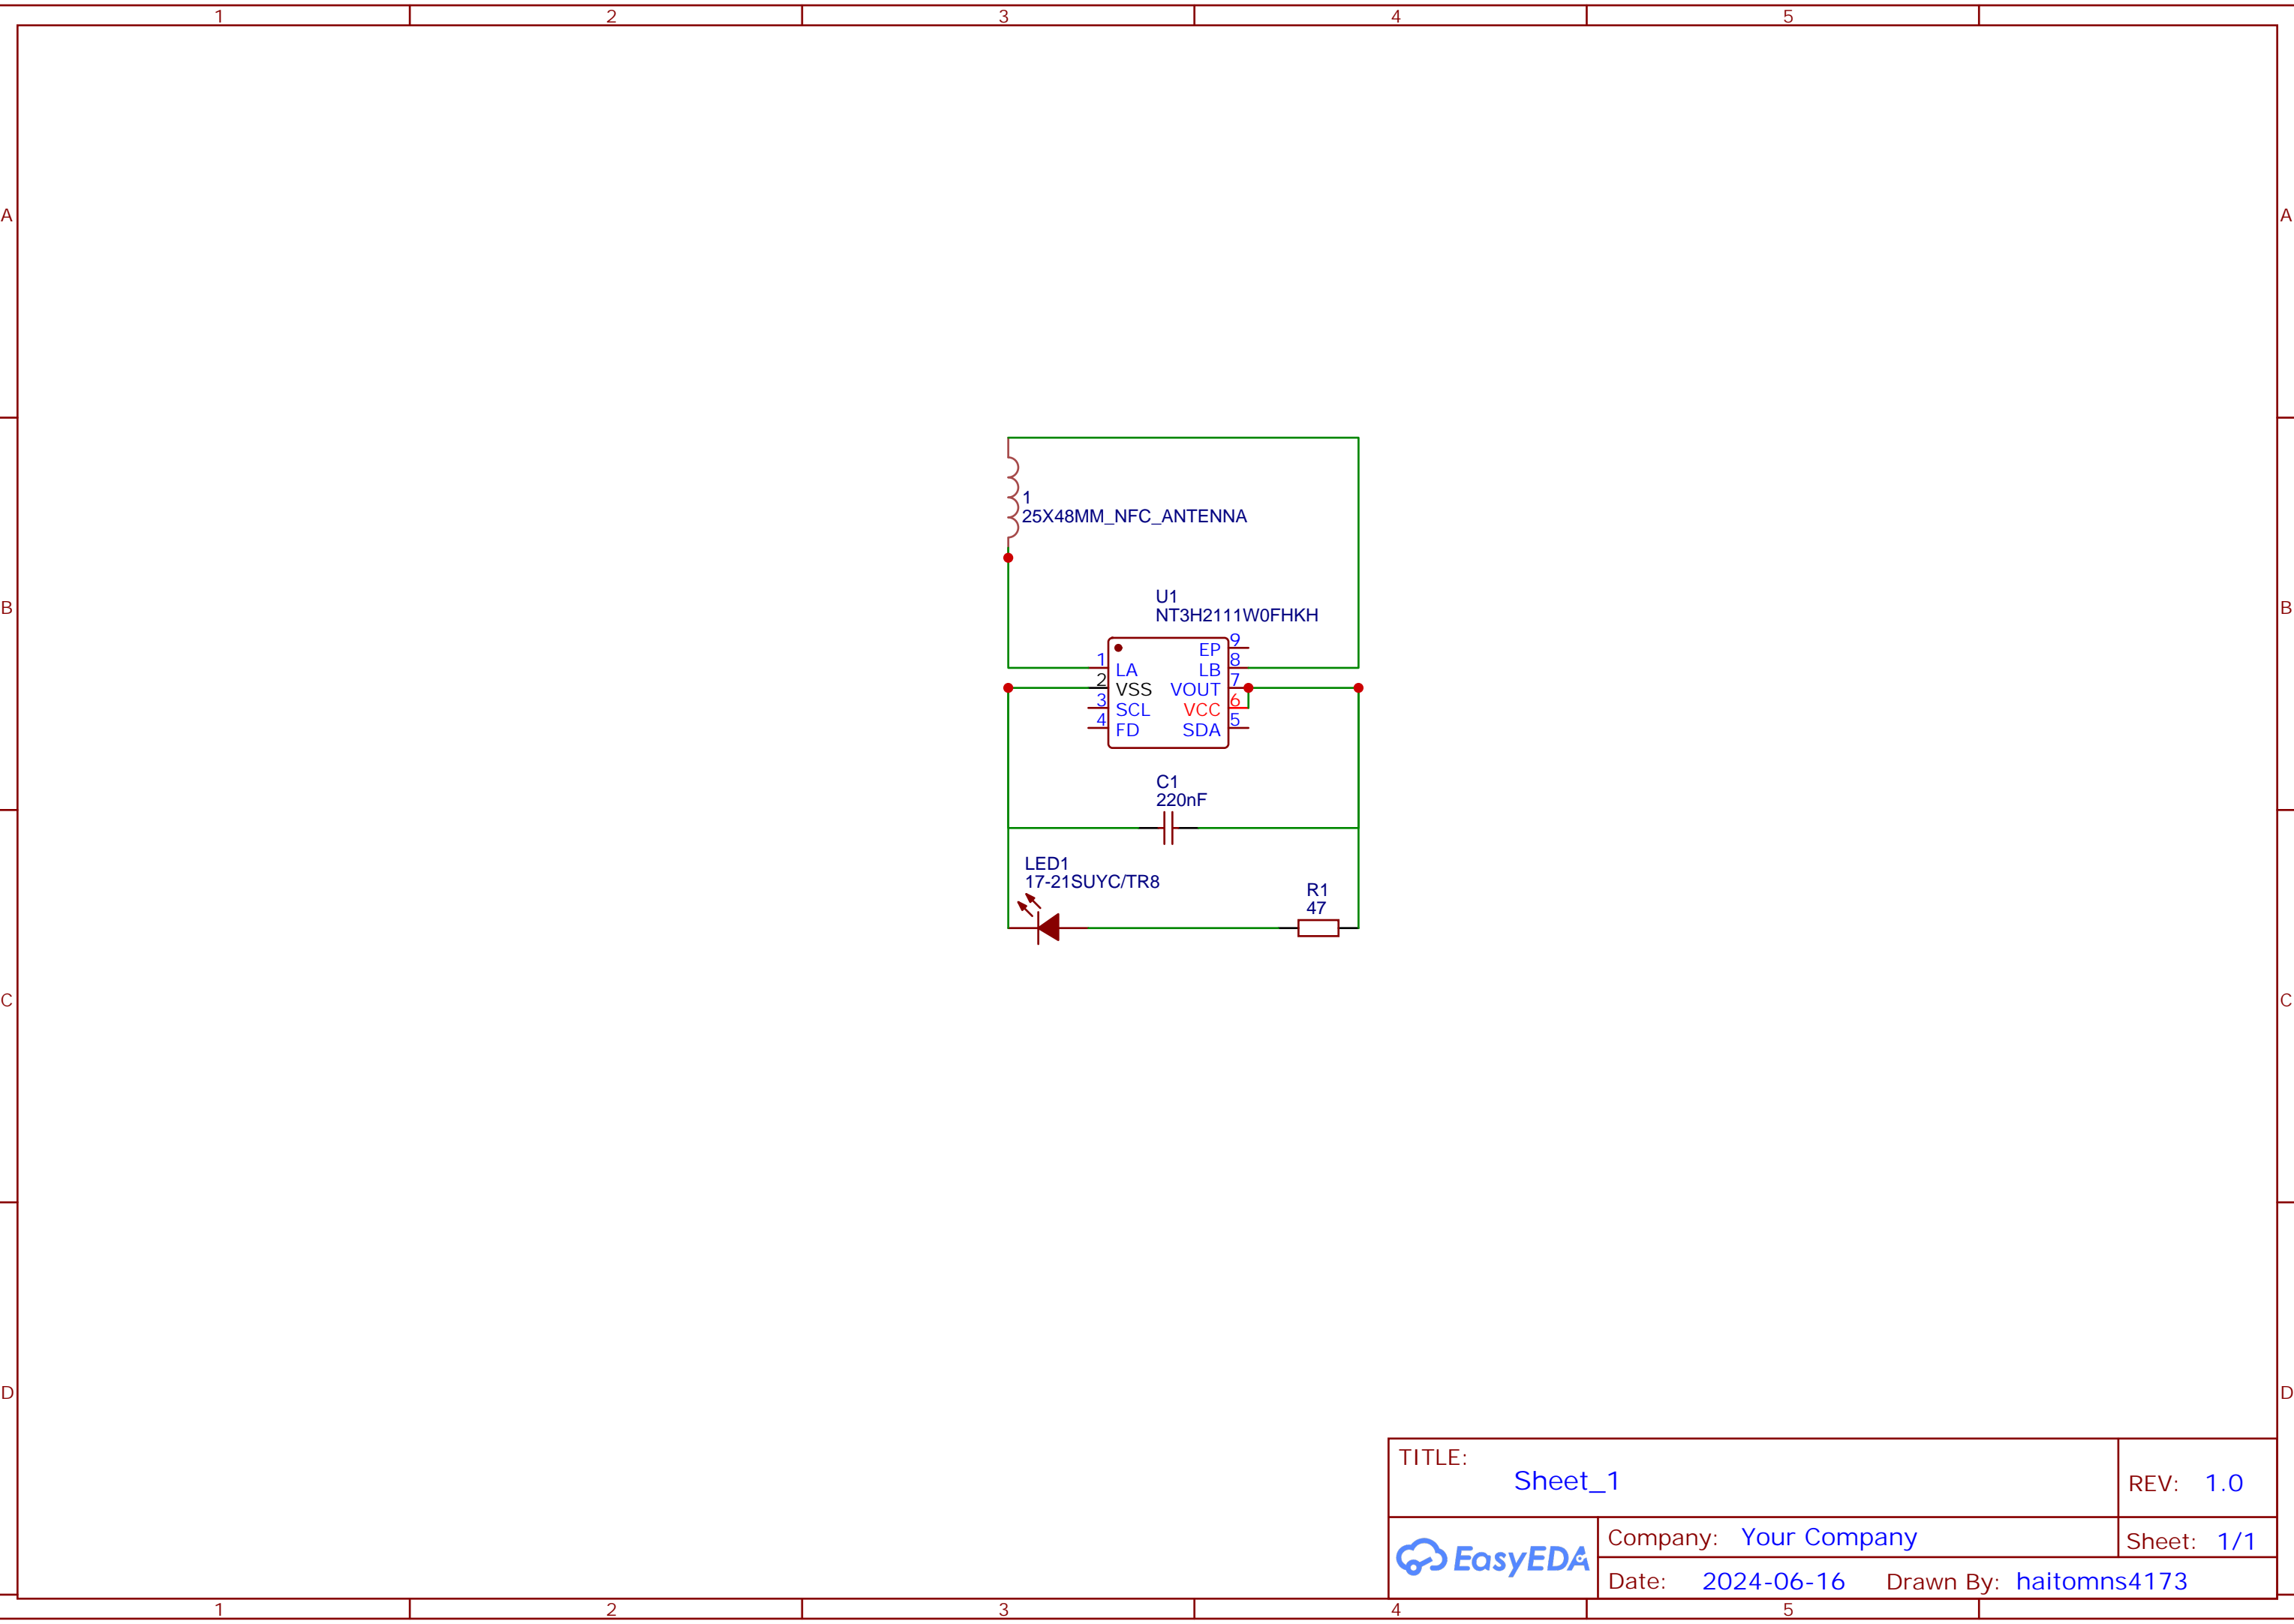 1 2 3 4 5
A A
1
25X48MM_NFC_ANTENNA
U1
NT3H2111W0FHKH
B B
9
EP
1 8
LA LB
2 7
VSS VOUT
3 6
SCL VCC
4 5
FD SDA
C1
220nF
LED1
17-21SUYC/TR8
R1
47
C C
D D
TITLE:
Sheet_1
REV: 1.0
EasyEDA
Company: Your Company
Sheet: 1/1
Date: 2024-06-16 Drawn By: haitomns4173
1 2 3 4 5